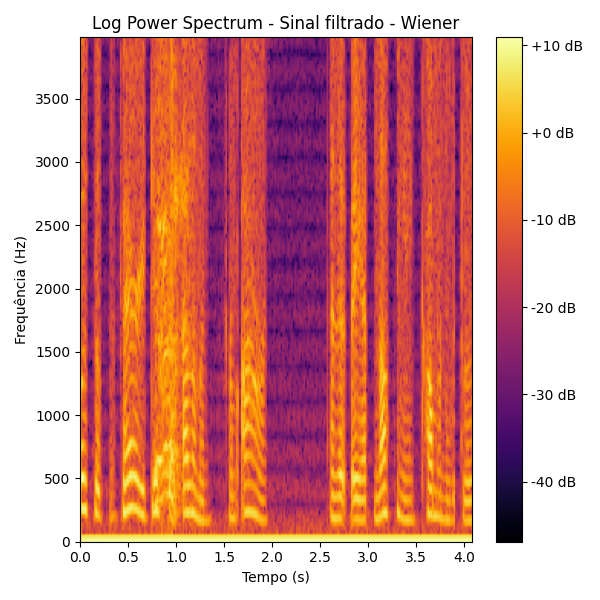 Log Power Spectrum - Sinal filtrado - Wiener
3500
3000
2500
2000
1500
1000
500
0
Frequência (Hz)
0.0 0.5 1.0 1.5 2.0 2.5 3.0 3.5 4.0
Tempo (s)
+10 dB
+0 dB
-10 dB
-20 dB
-30 dB
-40 dB